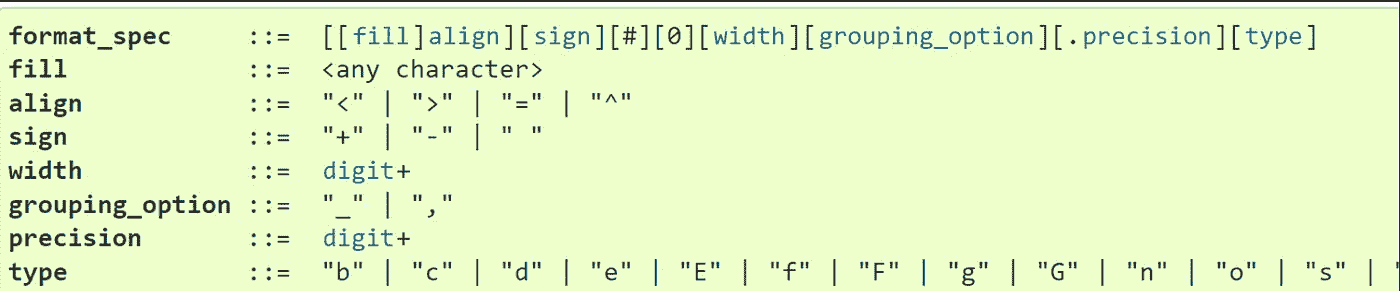 format_spec ::= [[fill]align][sign][#][0][width][grouping_option][.precision][type]
fill ::= <any character>
align ::= "<" | ">" | "=" | "^"
sign ::= "+" | "-" | " "
width ::= digit+
grouping_option ::= "_" | ","
precision ::= digit+
type ::= "b" | "c" | "d" | "e" | "E" | "f" | "F" | "g" | "G" | "n" | "o" | "s" | "